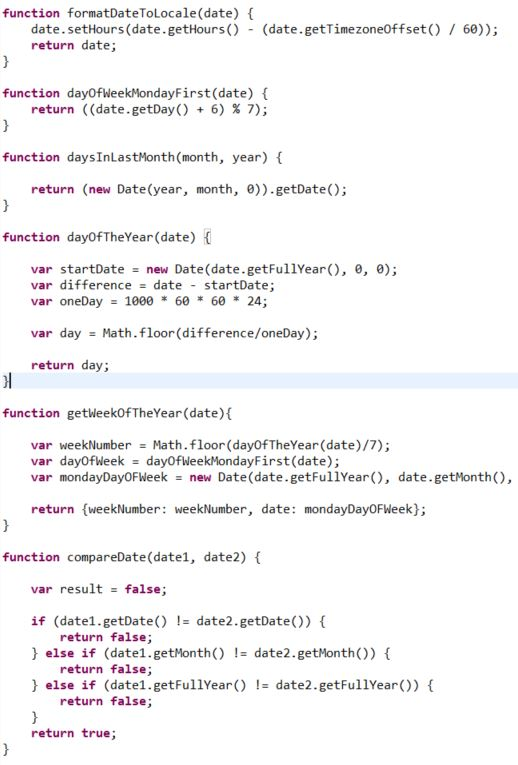 function formatDateToLocale(date) {
    date.setHours(date.getHours() - (date.getTimezoneOffset() / 60));
    return date;
}

function dayOfWeekMondayFirst(date) {
    return ((date.getDay() + 6) % 7);
}

function daysInLastMonth(month, year) {

    return (new Date(year, month, 0)).getDate();
}

function dayOfTheYear(date) {

    var startDate = new Date(date.getFullYear(), 0, 0);
    var difference = date - startDate;
    var oneDay = 1000 * 60 * 60 * 24;

    var day = Math.floor(difference/oneDay);

    return day;
}

function getWeekOfTheYear(date){

    var weekNumber = Math.floor(dayOfTheYear(date)/7);
    var dayOfWeek = dayOfWeekMondayFirst(date);
    var mondayDayOFWeek = new Date(date.getFullYear(), date.getMonth(),

    return {weekNumber: weekNumber, date: mondayDayOFWeek};
}

function compareDate(date1, date2) {

    var result = false;

    if (date1.getDate() != date2.getDate()) {
        return false;
    } else if (date1.getMonth() != date2.getMonth()) {
        return false;
    } else if (date1.getFullYear() != date2.getFullYear()) {
        return false;
    }
    return true;
}